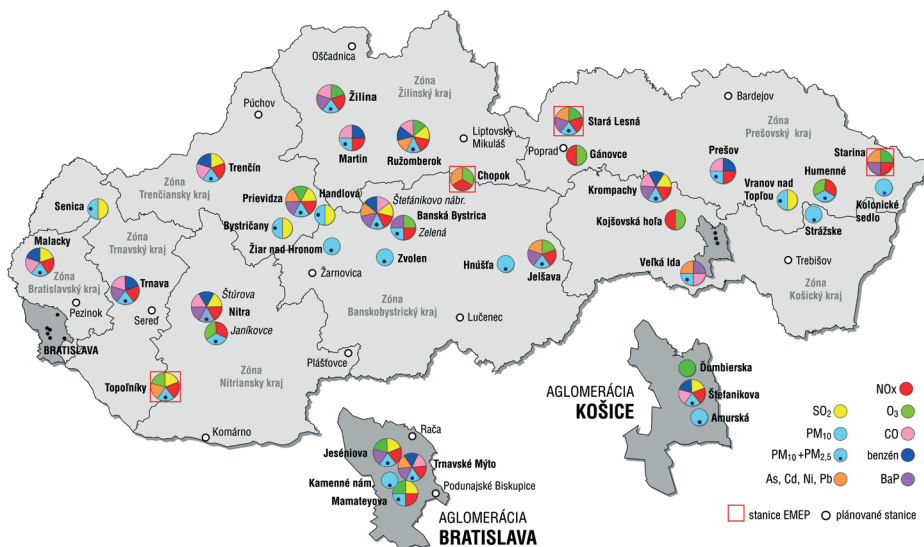 Oščadnica
Zóna
Žilinský kraj
Žilina
Púchov
Martin
Ružomberok
Liptovský
Mikuláš
Stará Lesná
Poprad
Gánovce
Bardejov
Zóna
Prešovský kraj
Prešov
Starina
Humenné
Vranov nad
Topľou
Kolonické
sedlo
Strážske
Trenčín
Zóna
Trenčiansky kraj
Chopok
Krompachy
Kojšovská hoľa
Senica
Prievidza
Handlová
Štefánikovo nábr.
Banská Bystrica
Zelená
Bystričany
Žiar nad Hronom
Zvolen
Hnúšťa
Jelšava
Veľká Ida
Trebišov
Zóna
Košický kraj
Malacky
Zóna
Trnavský kraj
Zóna
Bratislavský kraj
Trnava
Pezinok
Sereď
Štúrova
Nitra
Janíkovce
Žarnovica
Zóna
Banskobystrický kraj
Lučenec
BRATISLAVA
Zóna
Nitriansky kraj
Plášťovce
Topoľníky
Komárno
AGLOMERÁCIA
KOŠICE
Ďumbierska
Štefanikova
Amurská
Rača
Jeséniova
Trnavské Mýto
Kamenné nám.
Mamateyova
Podunajské Biskupice
AGLOMERÁCIA
BRATISLAVA
NOx
SO2
O3
PM10
CO
PM10+PM2,5
benzén
As, Cd, Ni, Pb
BaP
stanice EMEP
plánované stanice